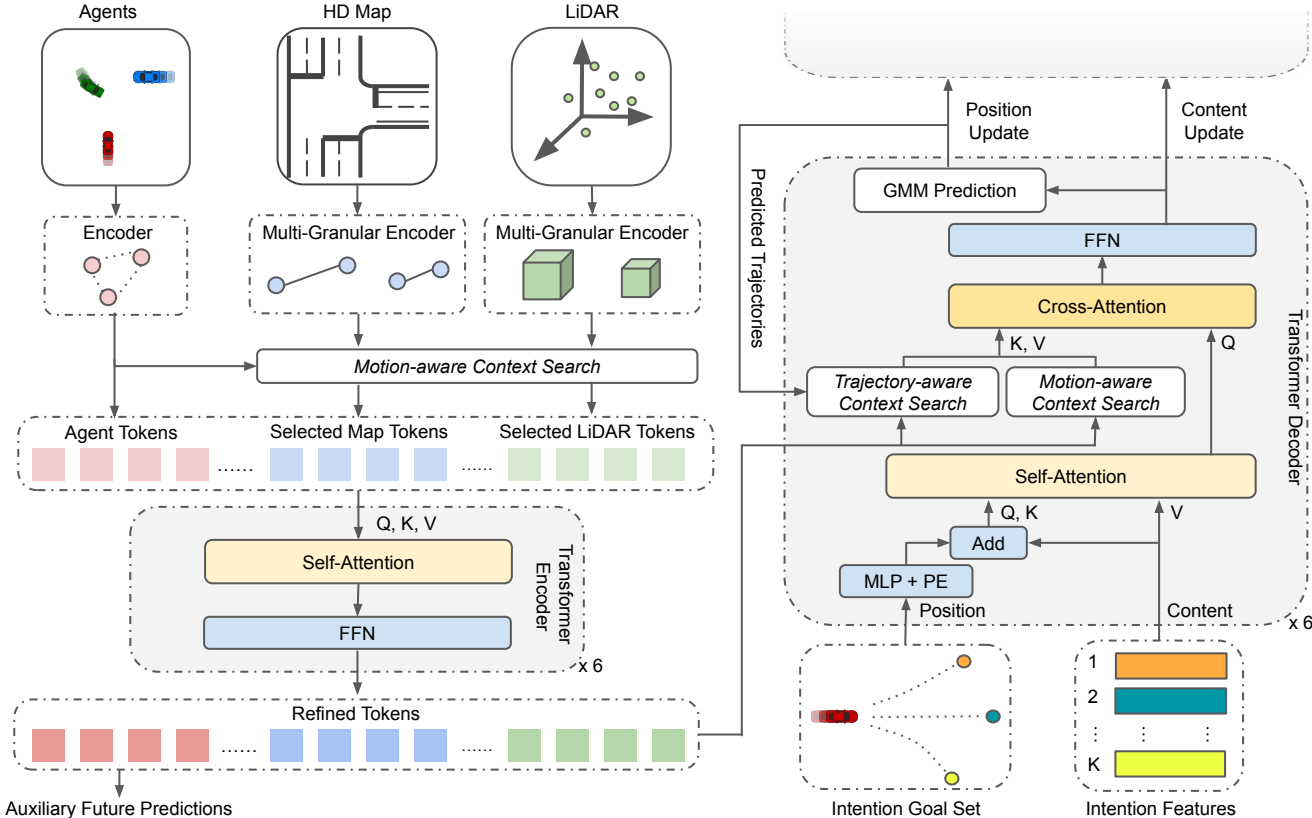 Agents
HD Map
LiDAR
Encoder
Multi-Granular Encoder
Multi-Granular Encoder
Motion-aware Context Search
Agent Tokens
Selected Map Tokens
Selected LiDAR Tokens
......
......
Q, K, V
Self-Attention
FFN
Transformer
Encoder
x 6
Refined Tokens
......
......
Auxiliary Future Predictions
Position
Update
Content
Update
Predicted Trajectories
GMM Prediction
FFN
Cross-Attention
K, V
Q
Trajectory-aware
Context Search
Motion-aware
Context Search
Self-Attention
Q, K
V
Add
MLP + PE
Position
Content
Transformer Decoder
x 6
1
2
K
Intention Goal Set
Intention Features